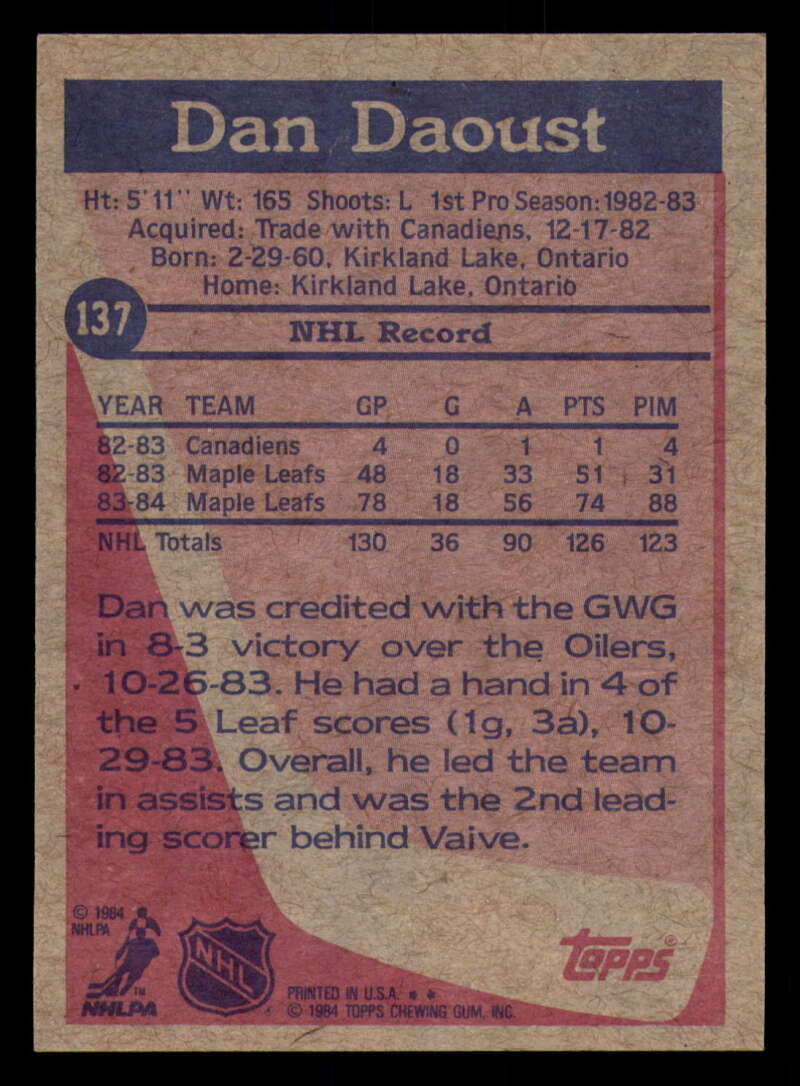 Dan Daoust
Ht: 5'11" Wt: 165 Shoots: L 1st Pro Season: 1982-83
Acquired: Trade with Canadiens, 12-17-82
Born: 2-29-60, Kirkland Lake, Ontario
Home: Kirkland Lake, Ontario
137
NHL Record
YEAR TEAM GP G A PTS PIM
82-83 Canadiens 4 0 1 1 4
82-83 Maple Leafs 48 18 33 51 31
83-84 Maple Leafs 78 18 56 74 88
NHL Totals 130 36 90 126 123
Dan was credited with the GWG
in 8-3 victory over the Oilers,
10-26-83. He had a hand in 4 of
the 5 Leaf scores (1g, 3a), 10-
29-83. Overall, he led the team
in assists and was the 2nd lead-
ing scorer behind Vaive.
© 1984
NHLPA
TM
NHLPA
NHL
PRINTED IN U.S.A. * *
© 1984 TOPPS CHEWING GUM, INC.
topps®